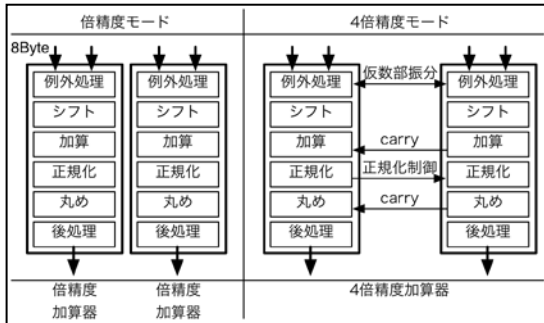 倍精度モード
4倍精度モード
8Byte
例外処理
シフト
加算
正規化
丸め
後処理
例外処理
シフト
加算
正規化
丸め
後処理
例外処理
シフト
加算
正規化
丸め
後処理
仮数部振分
carry
正規化制御
carry
例外処理
シフト
加算
正規化
丸め
後処理
倍精度
加算器
倍精度
加算器
4倍精度加算器